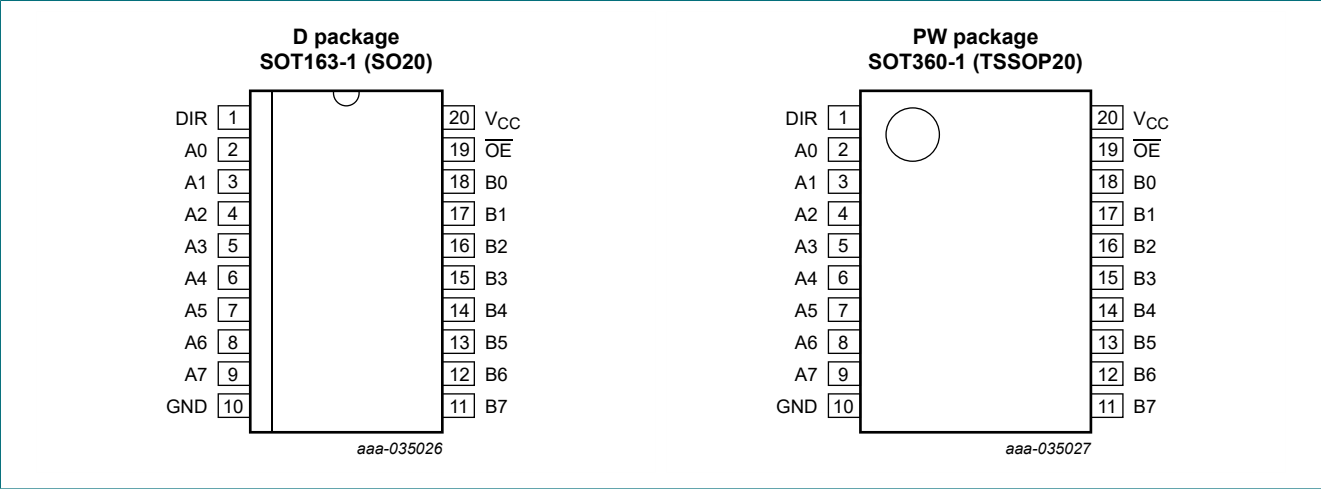 D package
SOT163-1 (SO20)
DIR 1 20 VCC
A0 2 19 OE
A1 3 18 B0
A2 4 17 B1
A3 5 16 B2
A4 6 15 B3
A5 7 14 B4
A6 8 13 B5
A7 9 12 B6
GND 10 11 B7
aaa-035026
PW package
SOT360-1 (TSSOP20)
DIR 1 20 VCC
A0 2 19 OE
A1 3 18 B0
A2 4 17 B1
A3 5 16 B2
A4 6 15 B3
A5 7 14 B4
A6 8 13 B5
A7 9 12 B6
GND 10 11 B7
aaa-035027